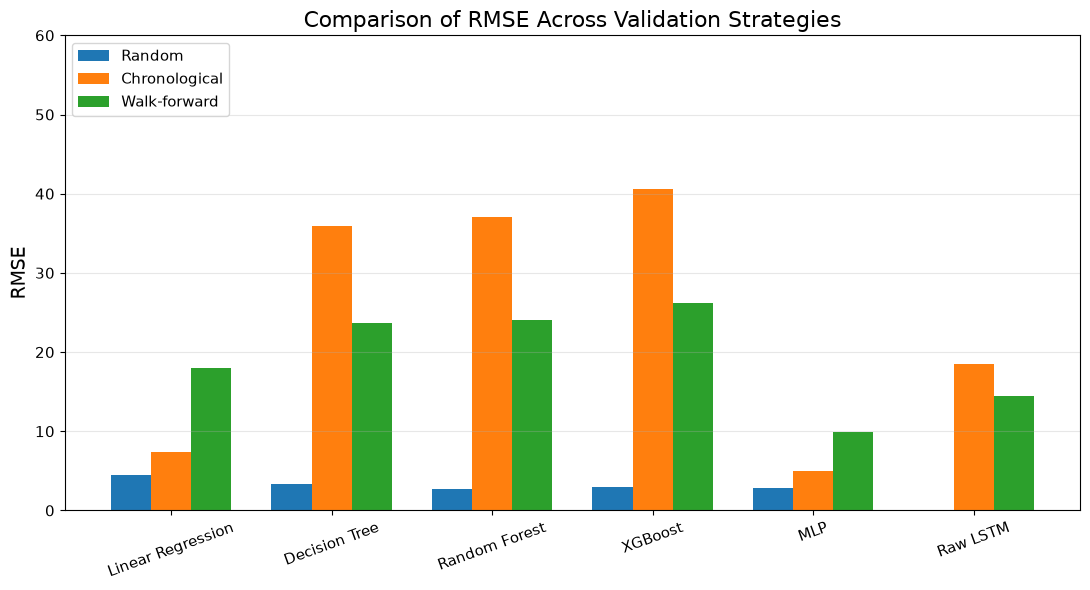 Comparison of RMSE Across Validation Strategies
Random
Chronological
Walk-forward
RMSE
60
50
40
30
20
10
0
Linear Regression
Decision Tree
Random Forest
XGBoost
MLP
Raw LSTM